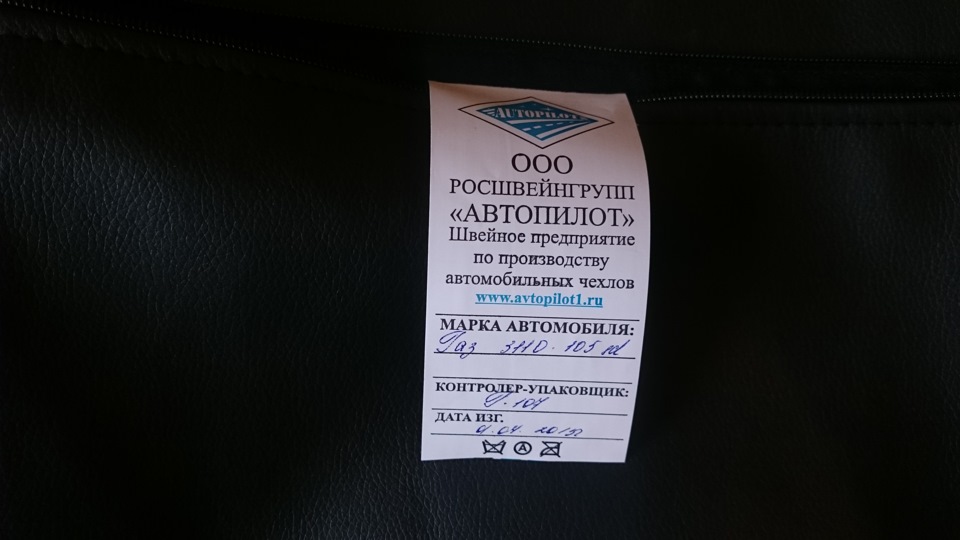 AUTOPILOT
ООО
РОСШВЕЙНГРУПП
«АВТОПИЛОТ»
Швейное предприятие
по производству
автомобильных чехлов
www.avtopilot1.ru
МАРКА АВТОМОБИЛЯ:
Газ 3110-105
КОНТРОЛЕР-УПАКОВЩИК:
ДАТА ИЗГ.
A